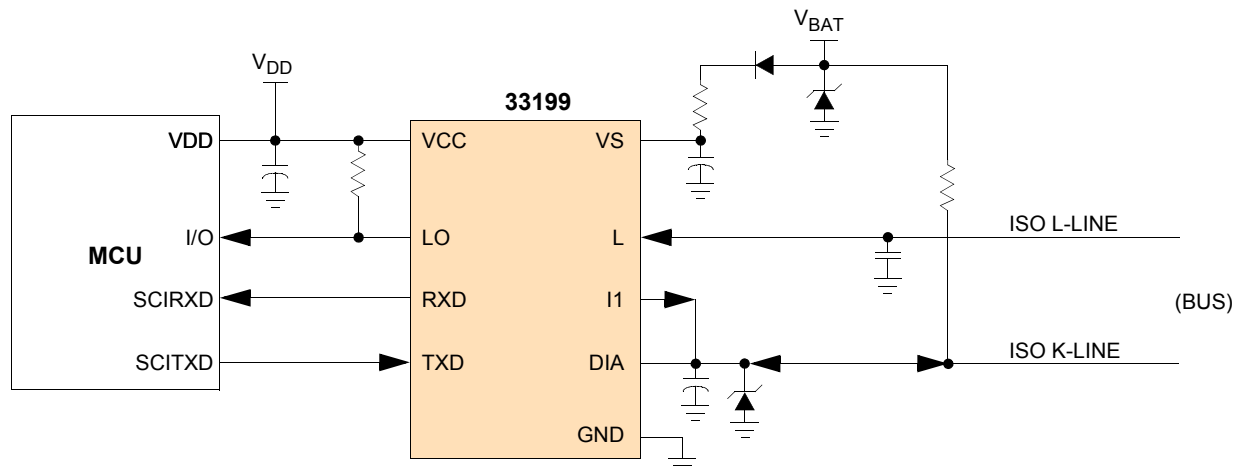 VBAT
VDD
33199
VDD
VCC
VS
MCU
I/O
LO
L
ISO L-LINE
SCIRXD
RXD
I1
(BUS)
SCITXD
TXD
DIA
ISO K-LINE
GND